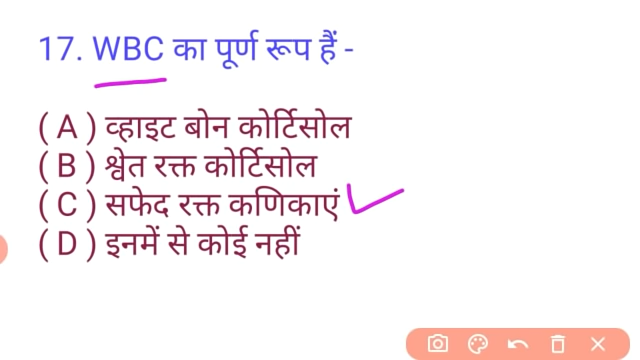 17. WBC का पूर्ण रूप हैं -
( A ) व्हाइट बोन कोर्टिसोल
( B ) श्वेत रक्त कोर्टिसोल
( C ) सफेद रक्त कणिकाएं
( D ) इनमें से कोई नहीं